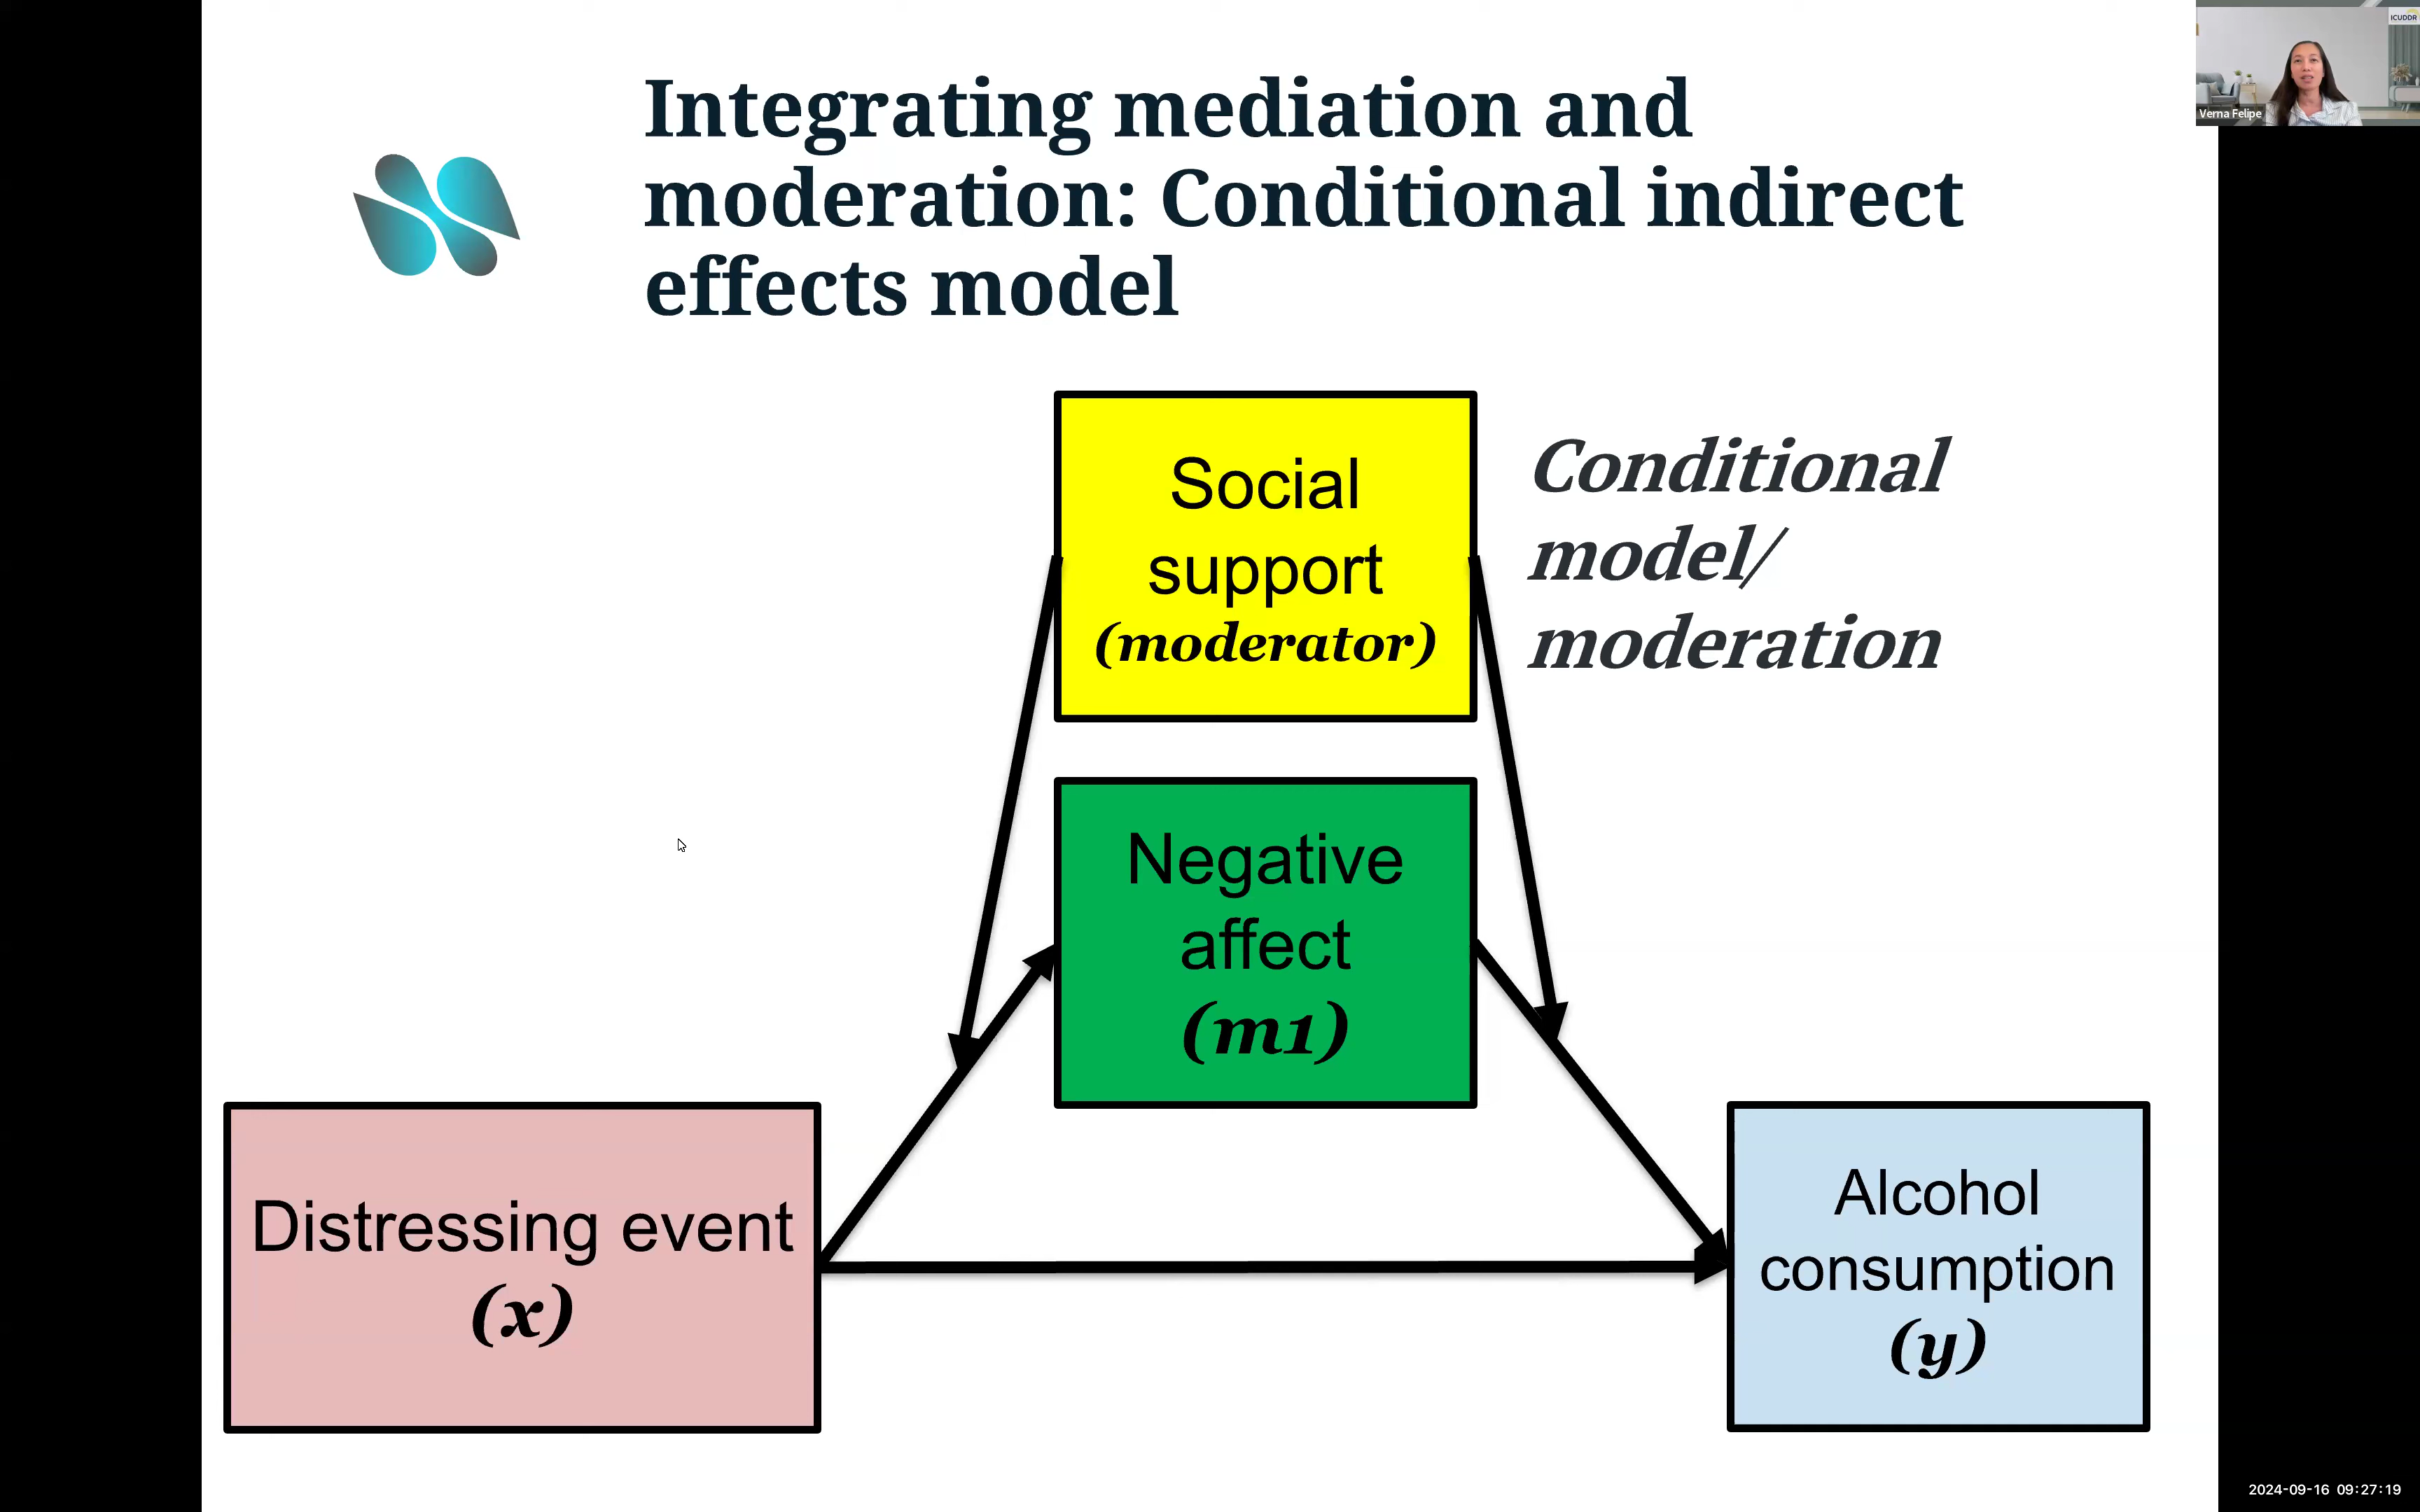 Integrating mediation and
moderation: Conditional indirect
effects model
ICUDDR
Verna Felipe
Social
support
(moderator)
Conditional
model/
moderation
Negative
affect
(m1)
Distressing event
(x)
Alcohol
consumption
(y)
2024-09-16 09:27:19